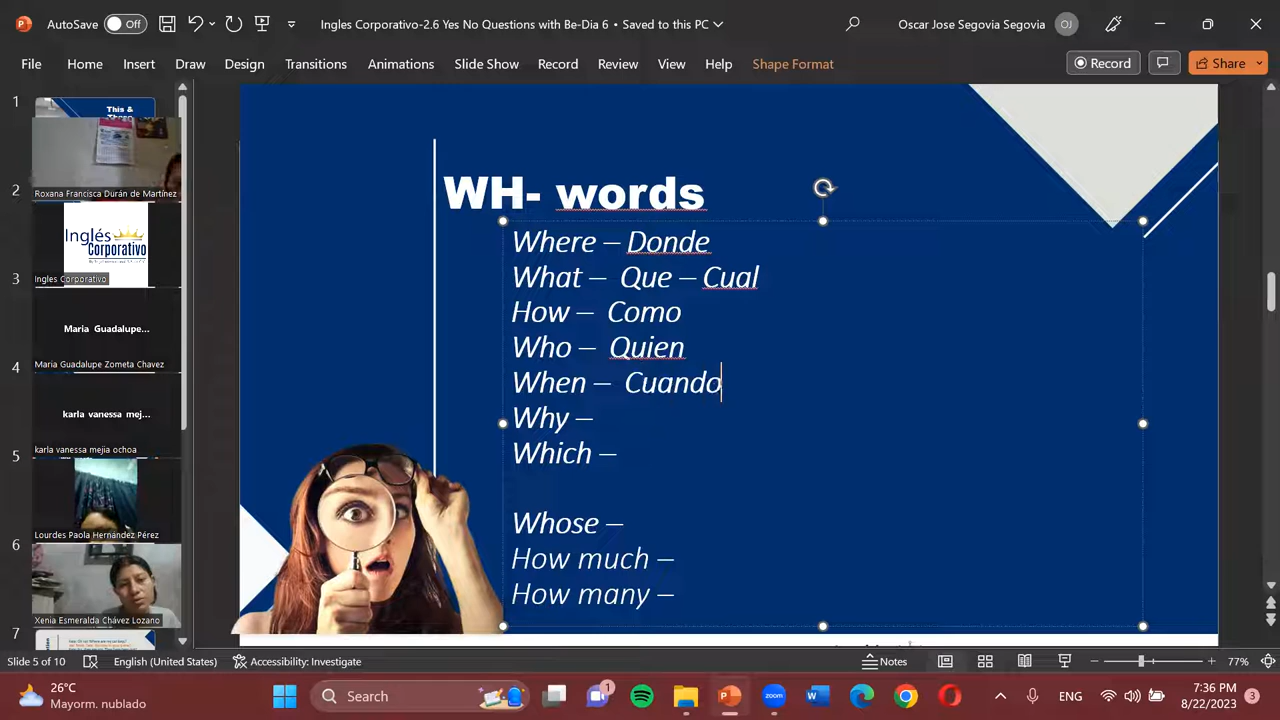 AutoSave Off
Ingles Corporativo-2.6 Yes No Questions with Be-Dia 6 • Saved to this PC
Oscar Jose Segovia Segovia OJ
File Home Insert Draw Design Transitions Animations Slide Show Record Review View Help Shape Format
Record
Share
1
This &
Roxana Francisca Durán de Martínez
2
Inglés
Corporativo
Ingles Corporativo
3
Maria Guadalupe...
Maria Guadalupe Zometa Chavez
4
karla vanessa mej...
karla vanessa mejia ochoa
5
Lourdes Paola Hernández Pérez
6
Xenia Esmeralda Chávez Lozano
7
WH- words
Where – Donde
What – Que – Cual
How – Como
Who – Quien
When – Cuando
Why –
Which –
Whose –
How much –
How many –
Slide 5 of 10
English (United States)
Accessibility: Investigate
Notes
77%
26°C
Mayorm. nublado
Search
1
zoom
ENG
7:36 PM
8/22/2023
3